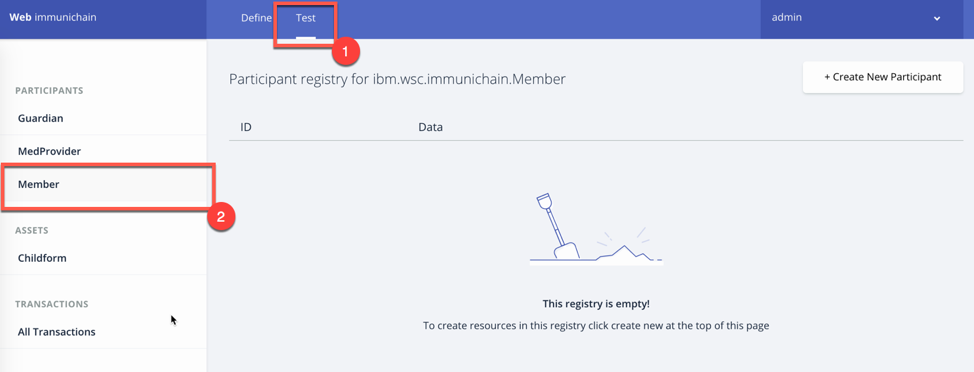 Web immunichain
Define
Test
admin
1
Participant registry for ibm.wsc.immunichain.Member
+ Create New Participant
PARTICIPANTS
Guardian
MedProvider
Member
2
ASSETS
Childform
TRANSACTIONS
All Transactions
ID
Data
This registry is empty!
To create resources in this registry click create new at the top of this page